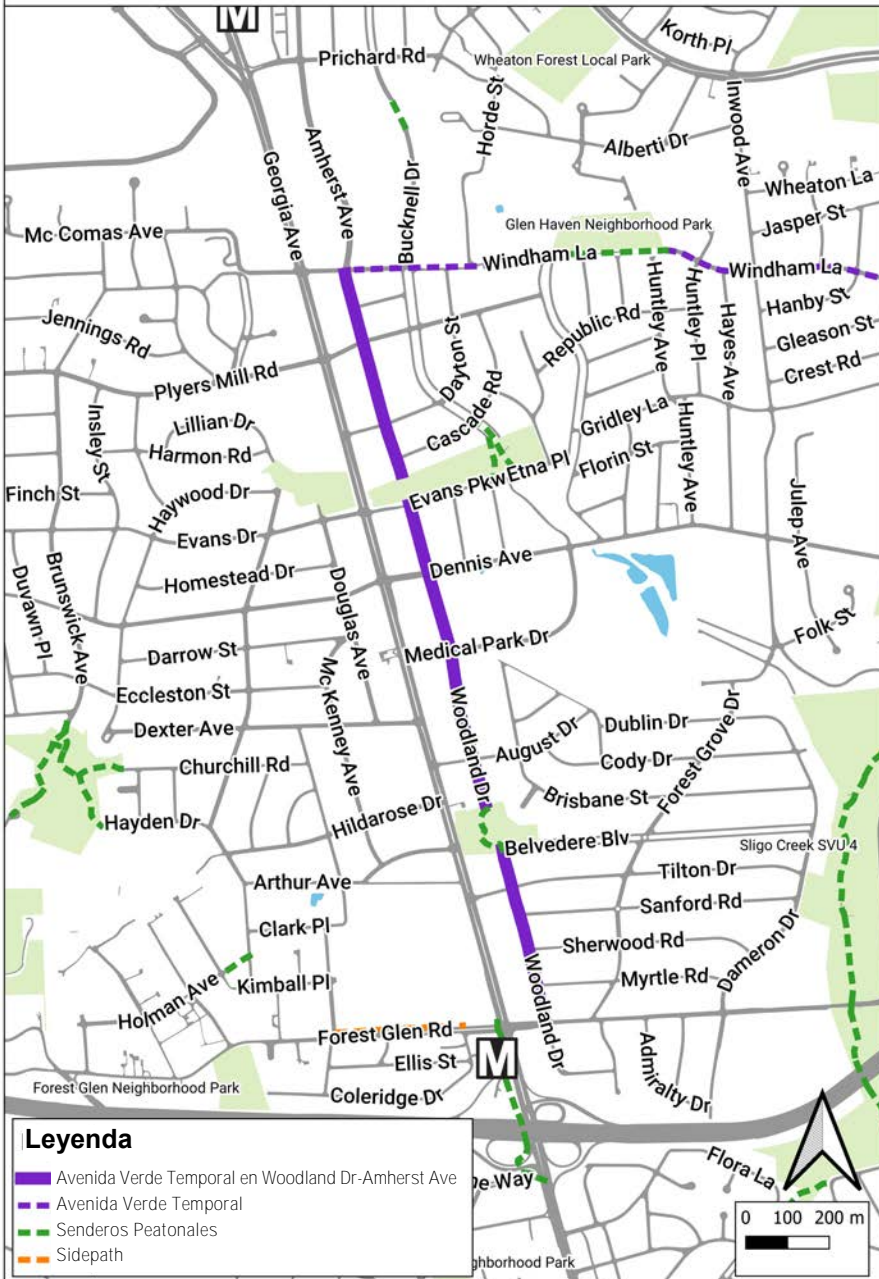 M
Korth Pl
Prichard Rd
Wheaton Forest Local Park
Horde St
Inwood Ave
Amherst Ave
Georgia Ave
Bucknell Dr
Alberti Dr
Wheaton La
Jasper St
Glen Haven Neighborhood Park
Mc Comas Ave
Windham La
Windham La
Huntley Ave
Huntley Pl
Hayes Ave
Hanby St
Jennings Rd
Dayton St
Republic Rd
Gleason St
Crest Rd
Plyers Mill Rd
Insley St
Lillian Dr
Cascade Rd
Gridley La
Huntley Ave
Harmon Rd
Florin St
Finch St
Haywood Dr
Evans Pkw
Etna Pl
Julep Ave
Evans Dr
Brunswick Ave
Dennis Ave
Duvawn Pl
Homestead Dr
Douglas Ave
Folk St
Darrow St
Medical Park Dr
Mc Kenney Ave
Eccleston St
Woodland Dr
Forest Grove Dr
Dexter Ave
August Dr
Dublin Dr
Churchill Rd
Cody Dr
Brisbane St
Hayden Dr
Hildarose Dr
Belvedere Blv
Sligo Creek SVU 4
Tilton Dr
Arthur Ave
Sanford Rd
Clark Pl
Sherwood Rd
Dameron Dr
Holman Ave
Kimball Pl
Woodland Dr
Myrtle Rd
Forest Glen Rd
M
Ellis St
Admiralty Dr
Forest Glen Neighborhood Park
Coleridge Dr
Leyenda
Avenida Verde Temporal en Woodland Dr-Amherst Ave
Avenida Verde Temporal
Senderos Peatonales
Sidepath
Way
Flora La
0 100 200 m
Park